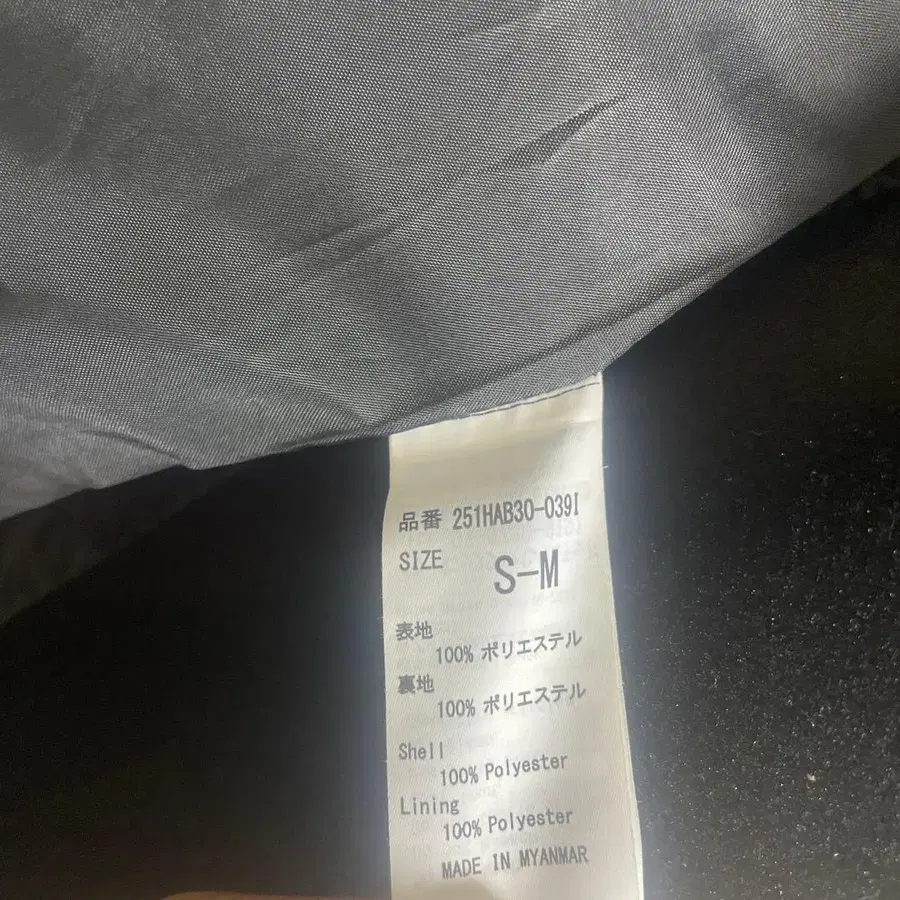 品番 251HAB30-039I
SIZE
S-M
表地
100% ポリエステル
裏地
100% ポリエステル
Shell
100% Polyester
Lining
100% Polyester
MADE IN MYANMAR